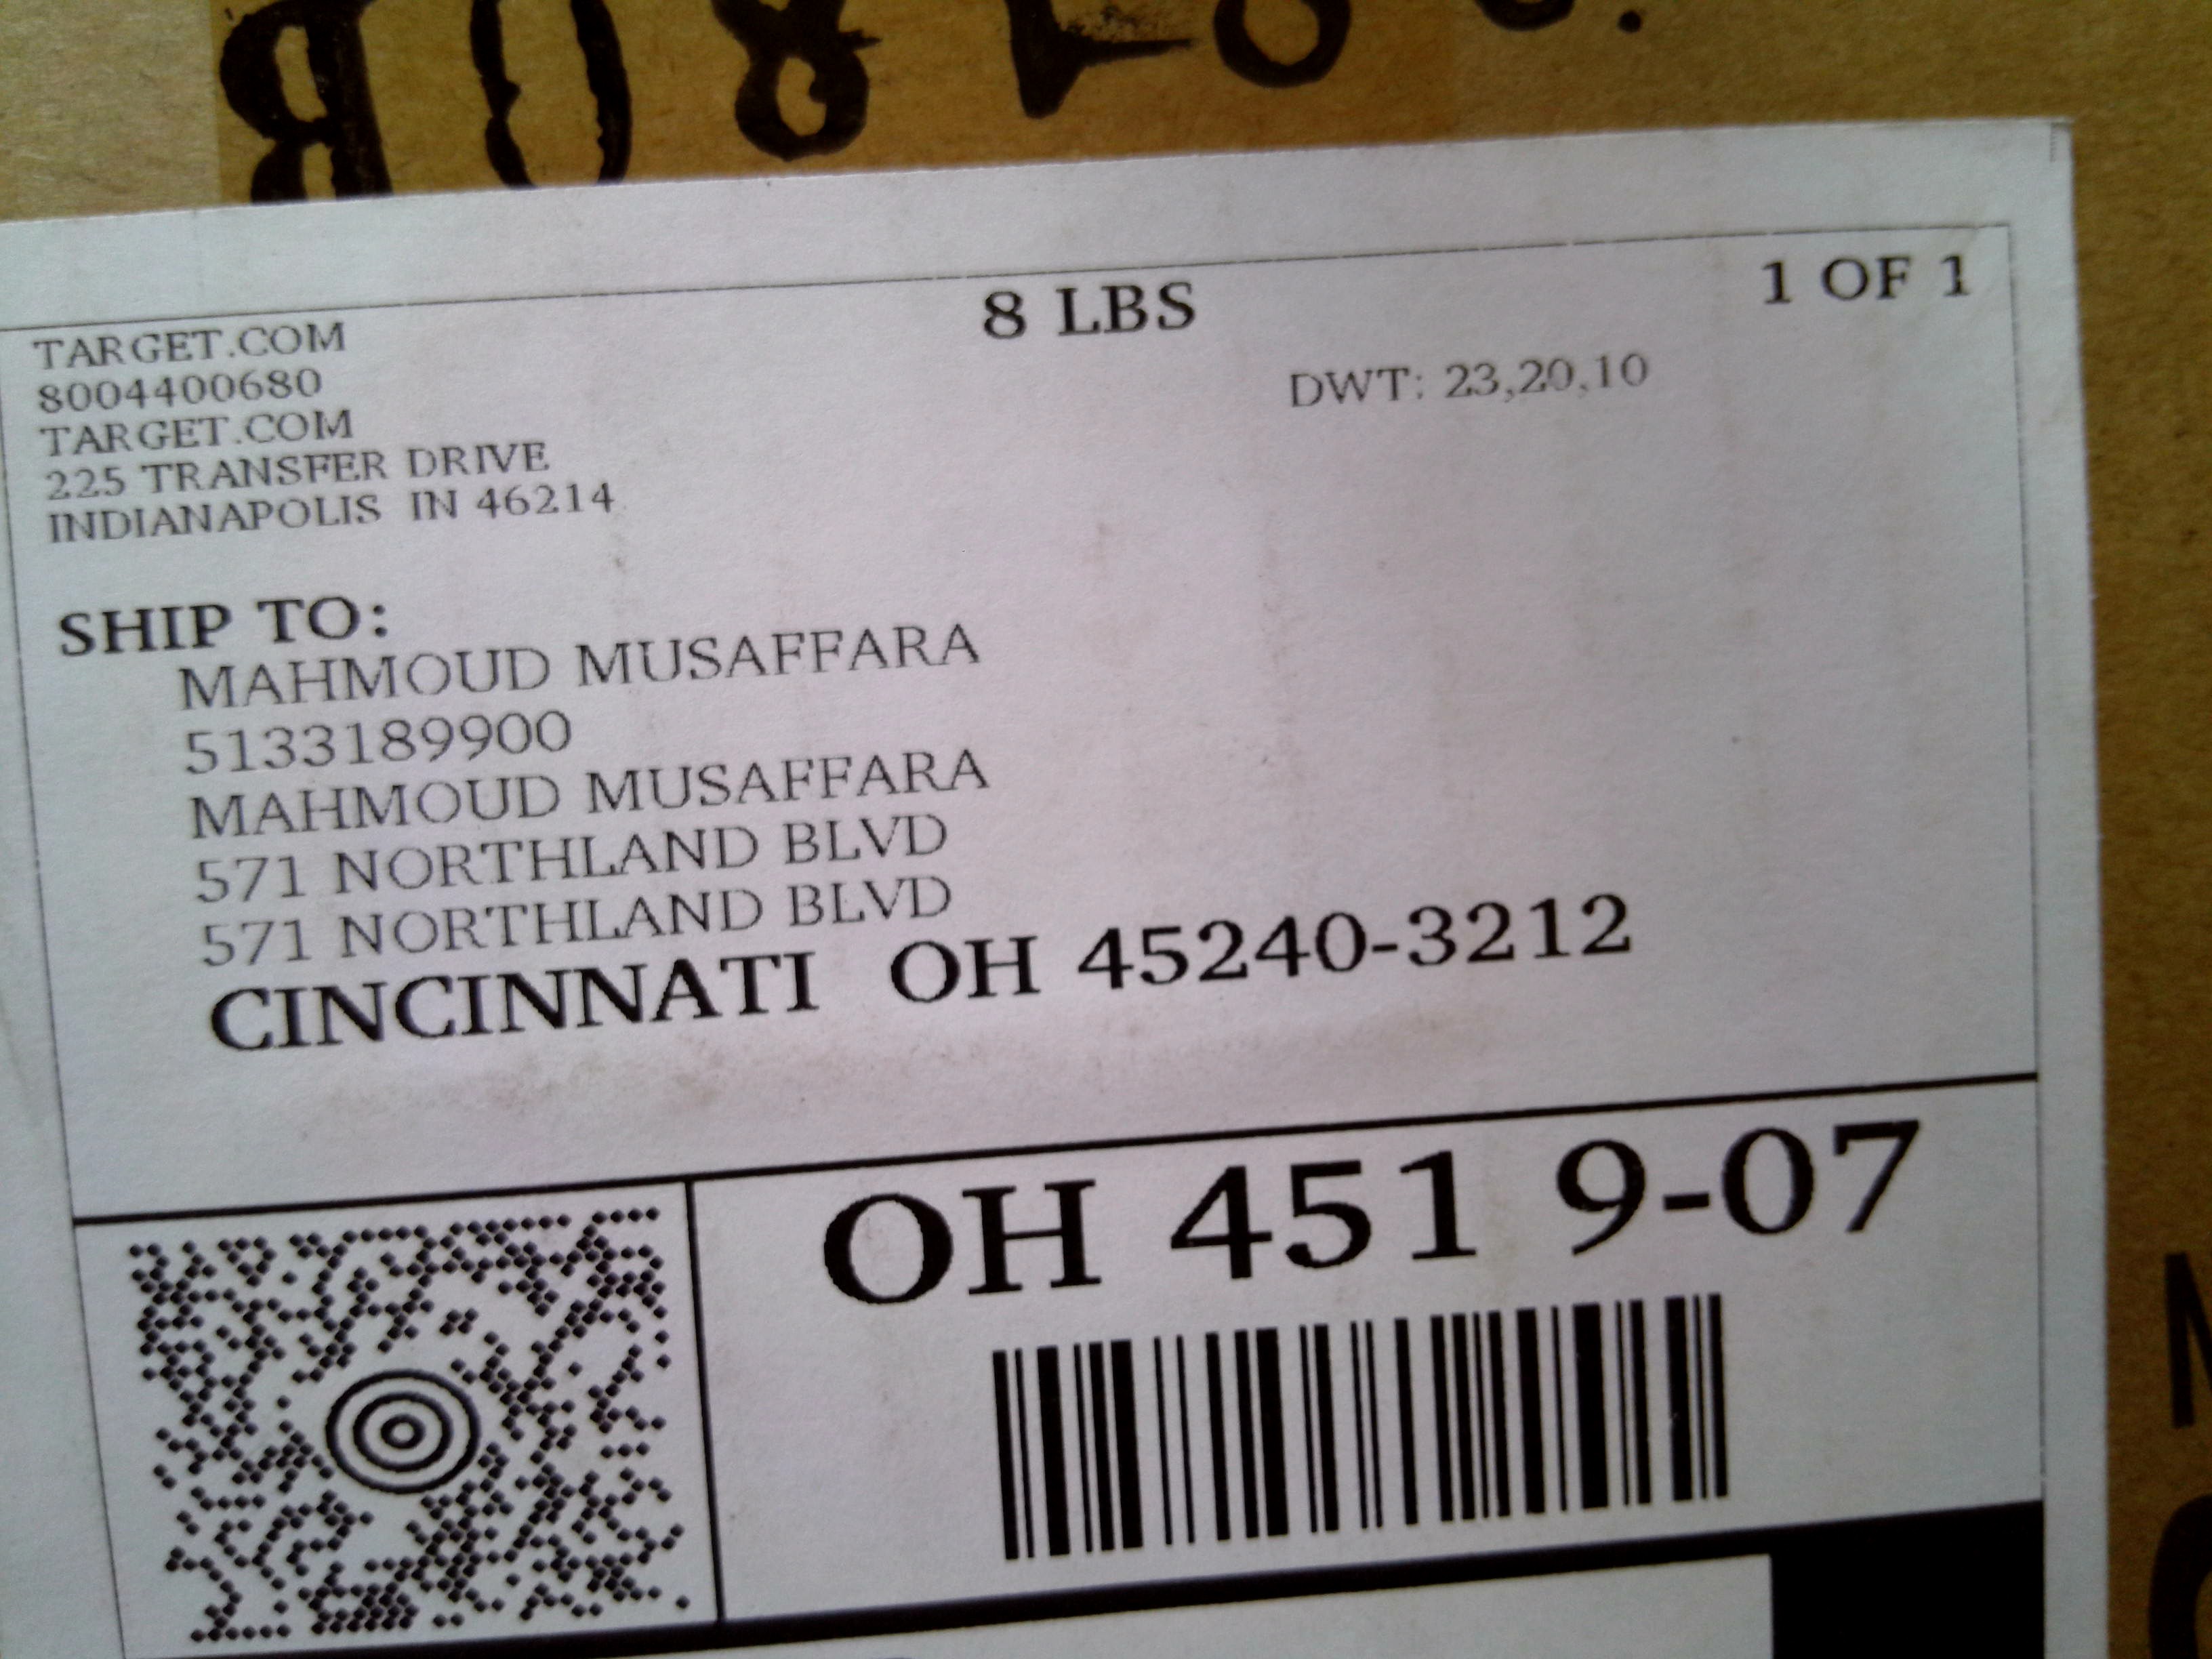 TARGET.COM
8004400680
TARGET.COM
225 TRANSFER DRIVE
INDIANAPOLIS IN 46214
8 LBS
1 OF 1
DWT: 23,20,10
SHIP TO:
MAHMOUD MUSAFFARA
5133189900
MAHMOUD MUSAFFARA
571 NORTHLAND BLVD
571 NORTHLAND BLVD
CINCINNATI OH 45240-3212
OH 451 9-07